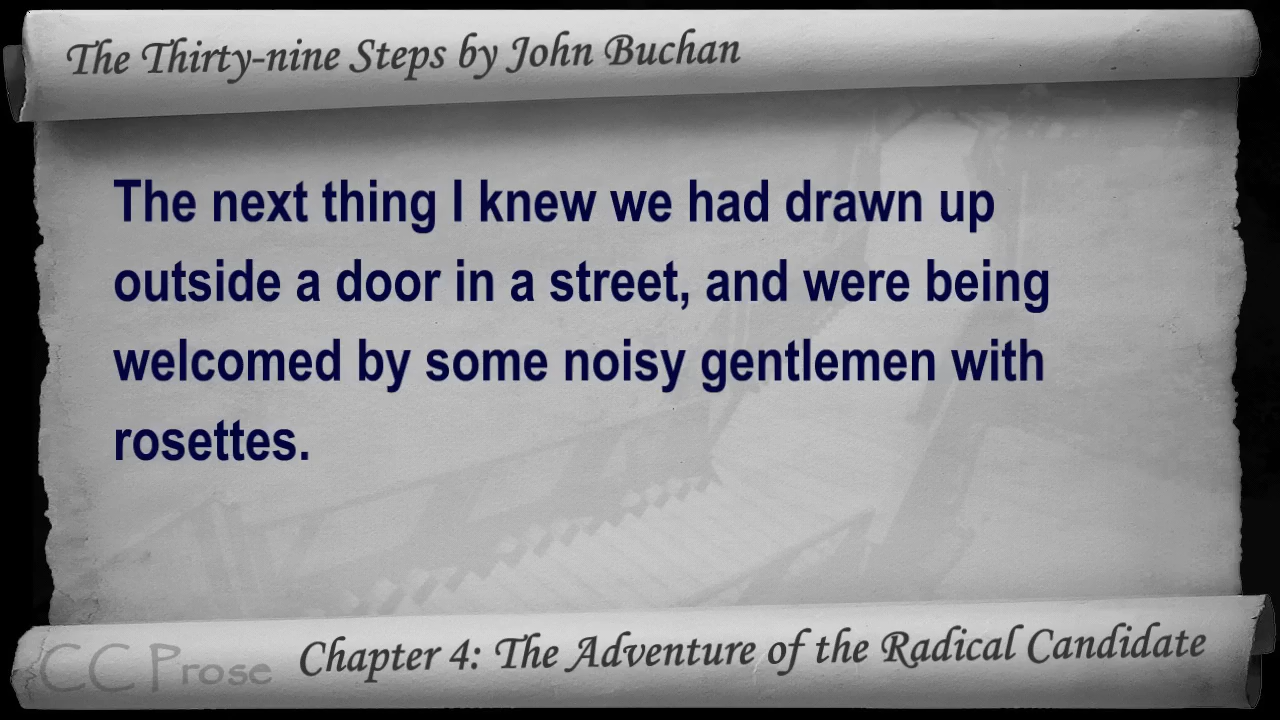 The Thirty-nine Steps by John Buchan
The next thing I knew we had drawn up
outside a door in a street, and were being
welcomed by some noisy gentlemen with
rosettes.
CC Prose
Chapter 4: The Adventure of the Radical Candidate